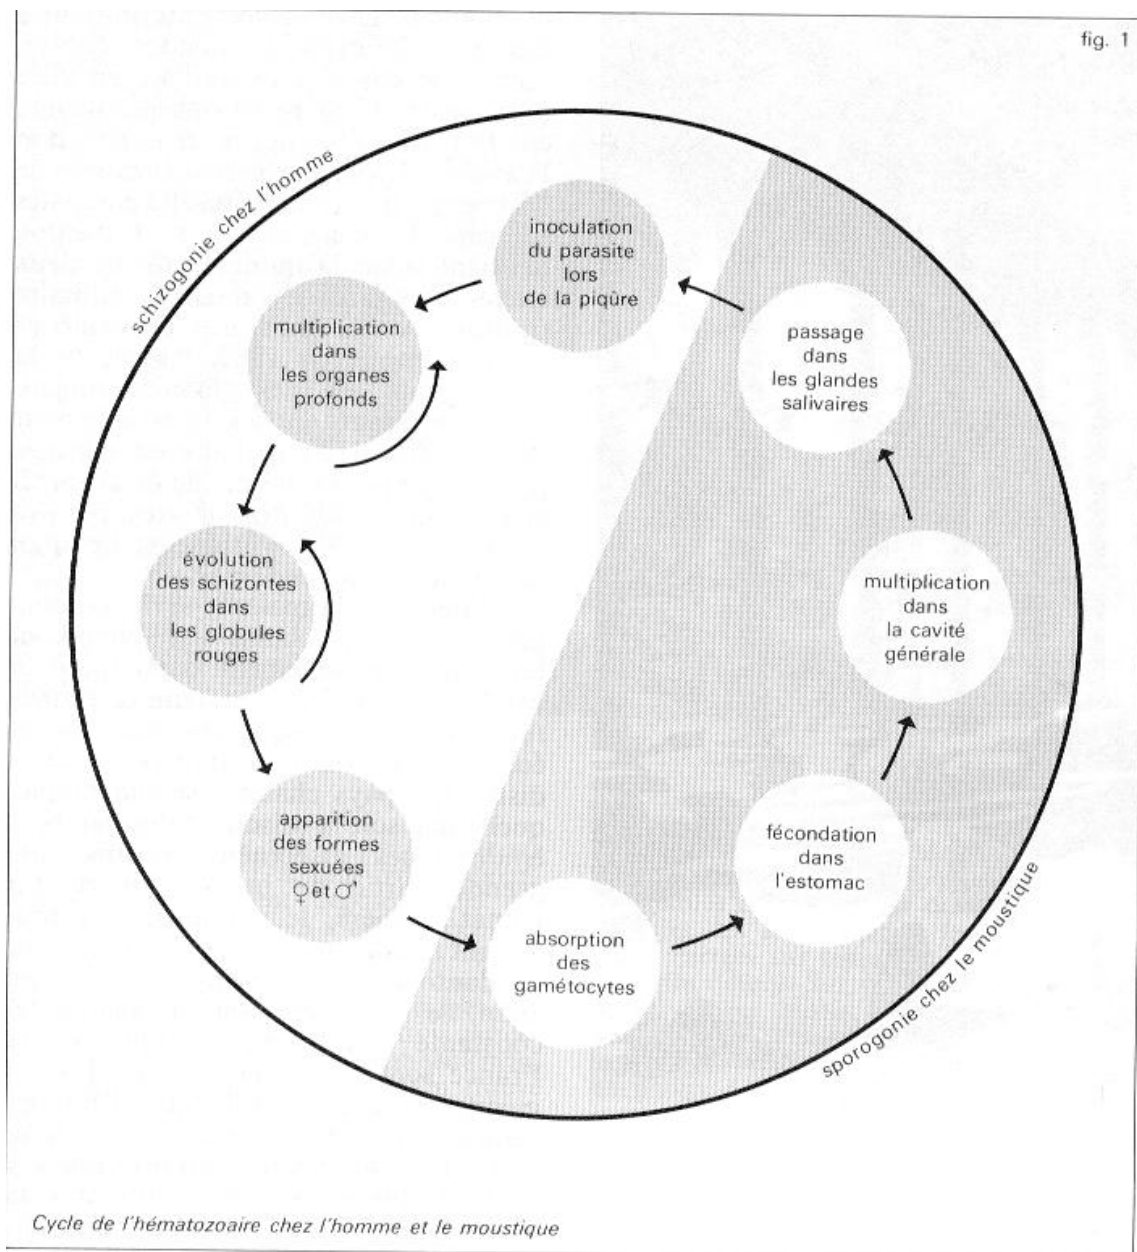 fig. 1
schizogonie chez l'homme
inoculation
du parasite
lors
de la piqûre
multiplication
dans
les organes
profonds
évolution
des schizontes
dans
les globules
rouges
apparition
des formes
sexuées
♀ et ♂
absorption
des
gamétocytes
fécondation
dans
l'estomac
multiplication
dans
la cavité
générale
passage
dans
les glandes
salivaires
sporogonie chez le moustique
Cycle de l'hématozoaire chez l'homme et le moustique